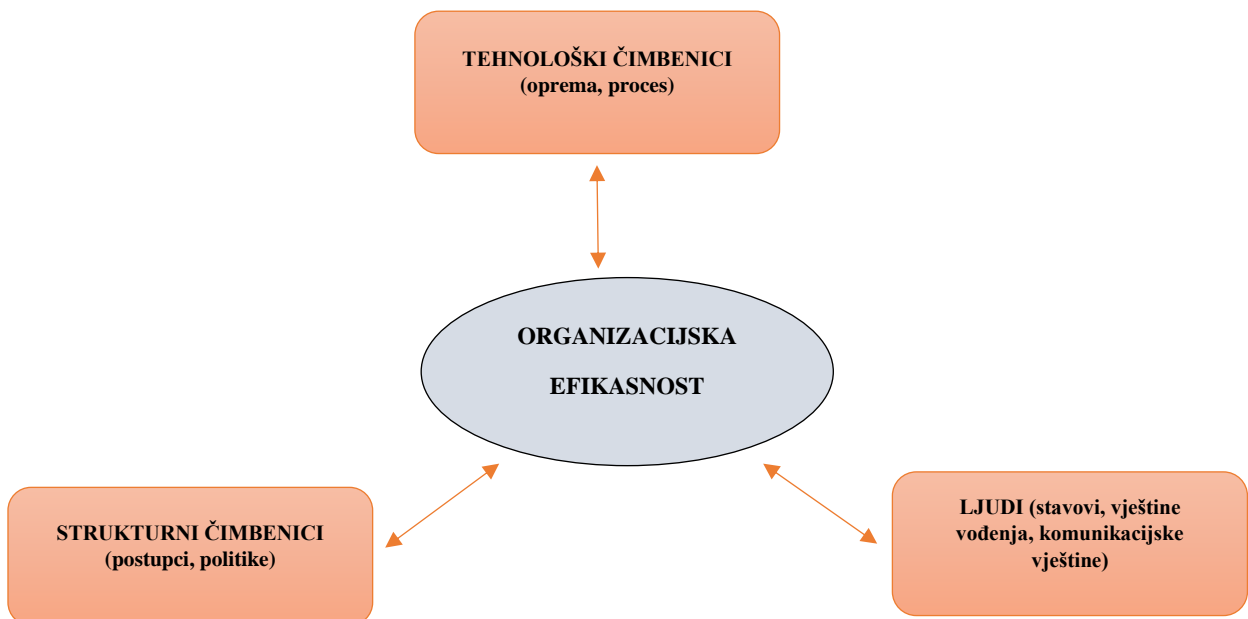 TEHNOLOŠKI ČIMBENICI
(oprema, proces)
ORGANIZACIJSKA
EFIKASNOST
STRUKTURNI ČIMBENICI
(postupci, politike)
LJUDI (stavovi, vještine
vođenja, komunikacijske
vještine)